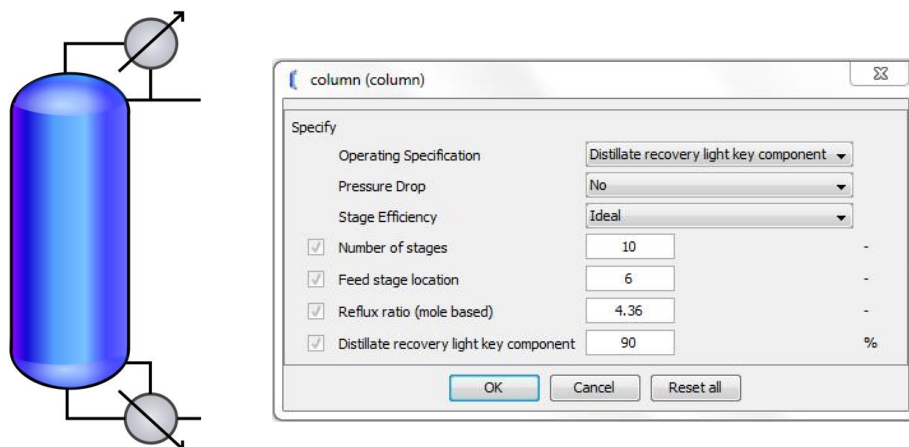 column (column)
Specify
Operating Specification Distillate recovery light key component
Pressure Drop No
Stage Efficiency Ideal
Number of stages 10 -
Feed stage location 6 -
Reflux ratio (mole based) 4.36 -
Distillate recovery light key component 90 %
OK Cancel Reset all